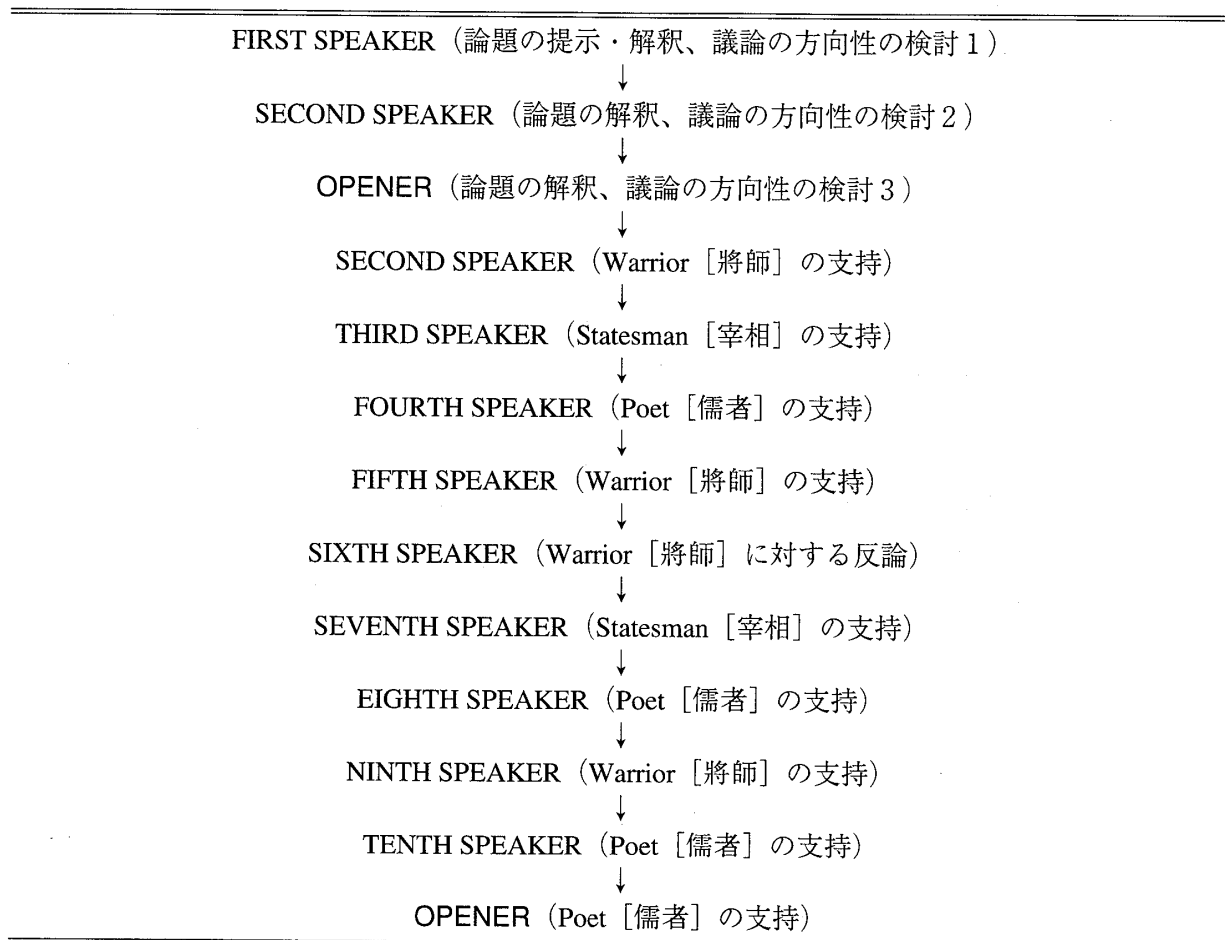 FIRST SPEAKER（論題の提示・解釈、議論の方向性の検討1）
↓
SECOND SPEAKER（論題の解釈、議論の方向性の検討2）
↓
OPENER（論題の解釈、議論の方向性の検討3）
↓
SECOND SPEAKER（Warrior［將師］の支持）
↓
THIRD SPEAKER（Statesman［宰相］の支持）
↓
FOURTH SPEAKER（Poet［儒者］の支持）
↓
FIFTH SPEAKER（Warrior［將師］の支持）
↓
SIXTH SPEAKER（Warrior［將師］に対する反論）
↓
SEVENTH SPEAKER（Statesman［宰相］の支持）
↓
EIGHTH SPEAKER（Poet［儒者］の支持）
↓
NINTH SPEAKER（Warrior［將師］の支持）
↓
TENTH SPEAKER（Poet［儒者］の支持）
↓
OPENER（Poet［儒者］の支持）